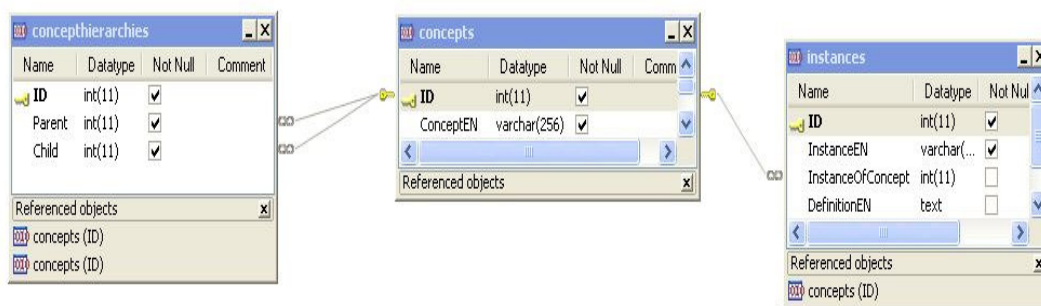 concepthierarchies
Name Datatype Not Null Comment
ID int(11)
Parent int(11)
Child int(11)
Referenced objects
concepts (ID)
concepts (ID)
concepts
Name Datatype Not Null Comm
ID int(11)
ConceptEN varchar(256)
Referenced objects
instances
Name Datatype Not Nul
ID int(11)
InstanceEN varchar(...
InstanceOfConcept int(11)
DefinitionEN text
Referenced objects
concepts (ID)